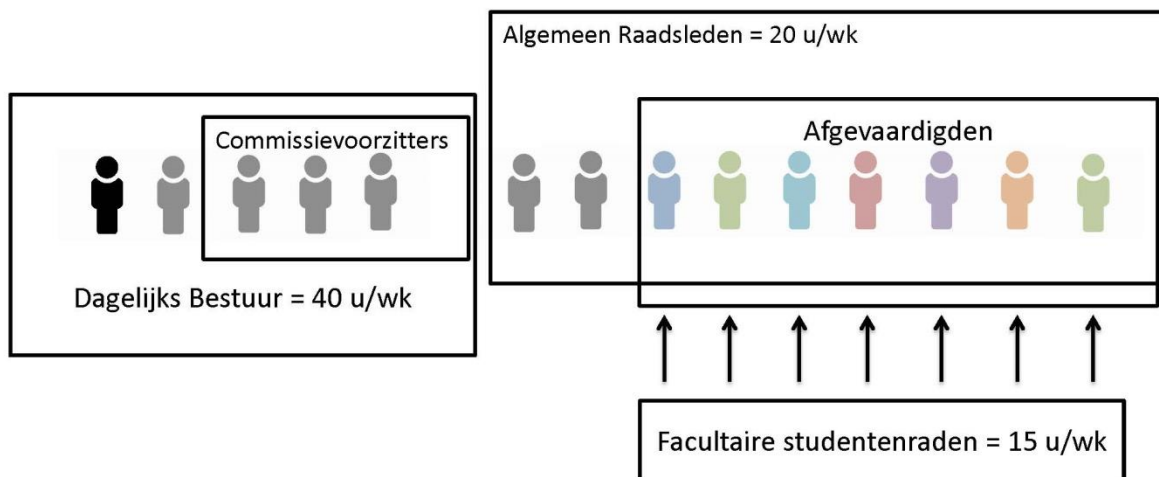 Algemeen Raadsleden = 20 u/wk
Commissievoorzitters
Afgevaardigden
Dagelijks Bestuur = 40 u/wk
Facultaire studentenraden = 15 u/wk